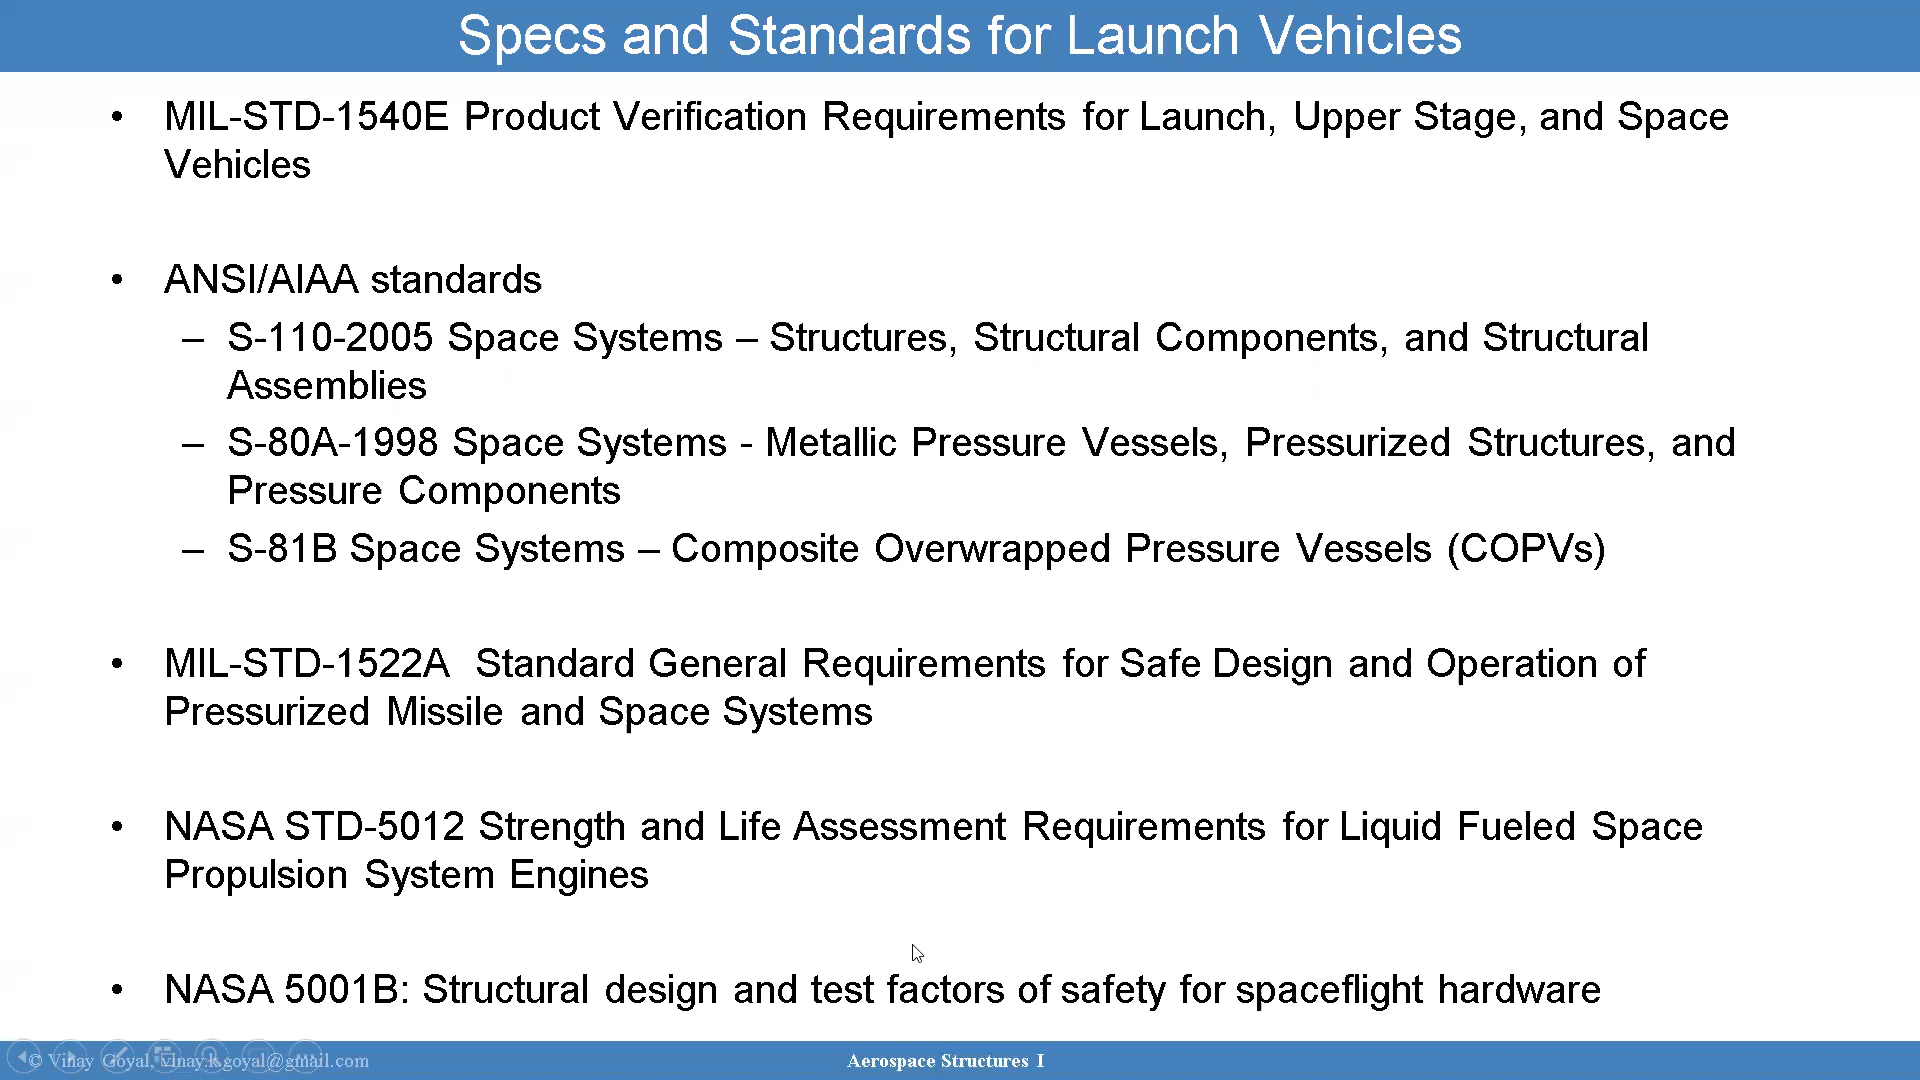 Specs and Standards for Launch Vehicles
• MIL-STD-1540E Product Verification Requirements for Launch, Upper Stage, and Space
Vehicles
• ANSI/AIAA standards
– S-110-2005 Space Systems – Structures, Structural Components, and Structural
Assemblies
– S-80A-1998 Space Systems - Metallic Pressure Vessels, Pressurized Structures, and
Pressure Components
– S-81B Space Systems – Composite Overwrapped Pressure Vessels (COPVs)
• MIL-STD-1522A  Standard General Requirements for Safe Design and Operation of
Pressurized Missile and Space Systems
• NASA STD-5012 Strength and Life Assessment Requirements for Liquid Fueled Space
Propulsion System Engines
• NASA 5001B: Structural design and test factors of safety for spaceflight hardware
© Vinay Goyal, vinay.k.goyal@gmail.com
Aerospace Structures I